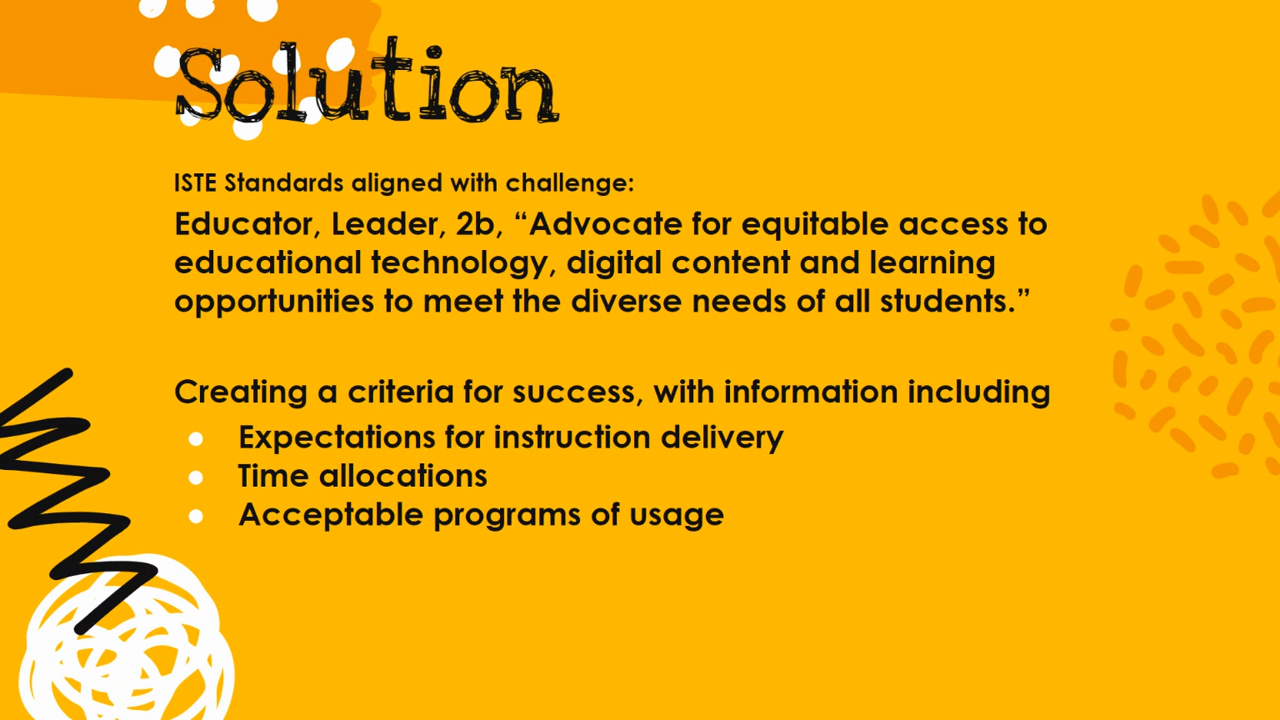 Solution
ISTE Standards aligned with challenge:
Educator, Leader, 2b, “Advocate for equitable access to
educational technology, digital content and learning
opportunities to meet the diverse needs of all students.”
Creating a criteria for success, with information including
● Expectations for instruction delivery
● Time allocations
● Acceptable programs of usage